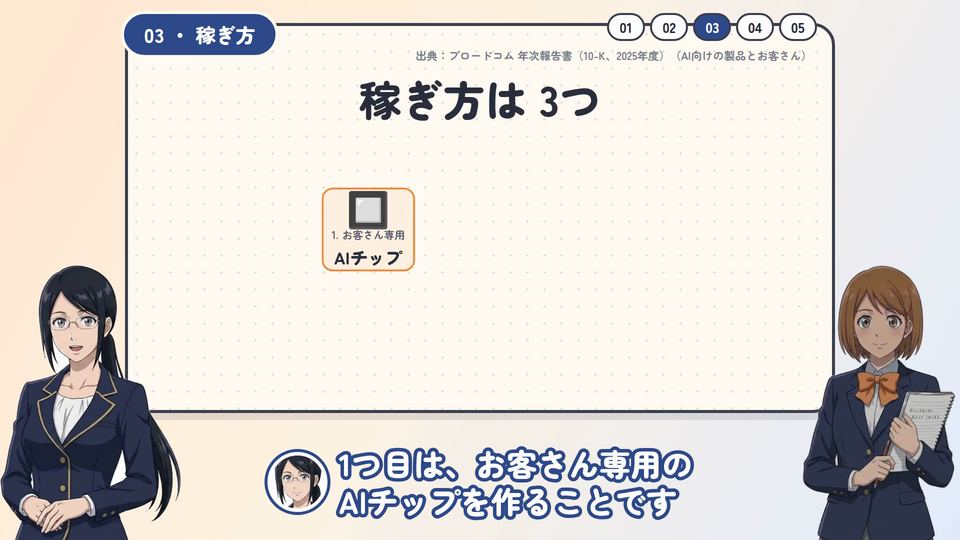 03 ・ 稼ぎ方
01 02 03 04 05
出典：ブロードコム 年次報告書（10-K、2025年度）（AI向けの製品とお客さん）
稼ぎ方は 3つ
1. お客さん専用
AIチップ
1つ目は、お客さん専用の
AIチップを作ることです